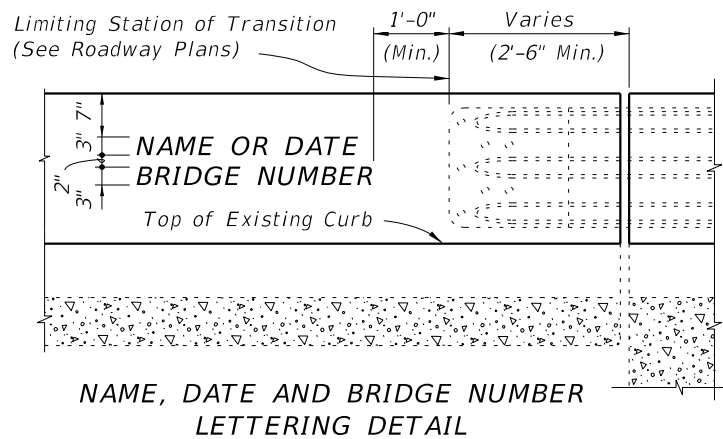 Limiting Station of Transition
(See Roadway Plans)
1'-0"
(Min.)
Varies
(2'-6" Min.)
7"
3"
2"
3"
NAME OR DATE
BRIDGE NUMBER
Top of Existing Curb
NAME, DATE AND BRIDGE NUMBER
LETTERING DETAIL